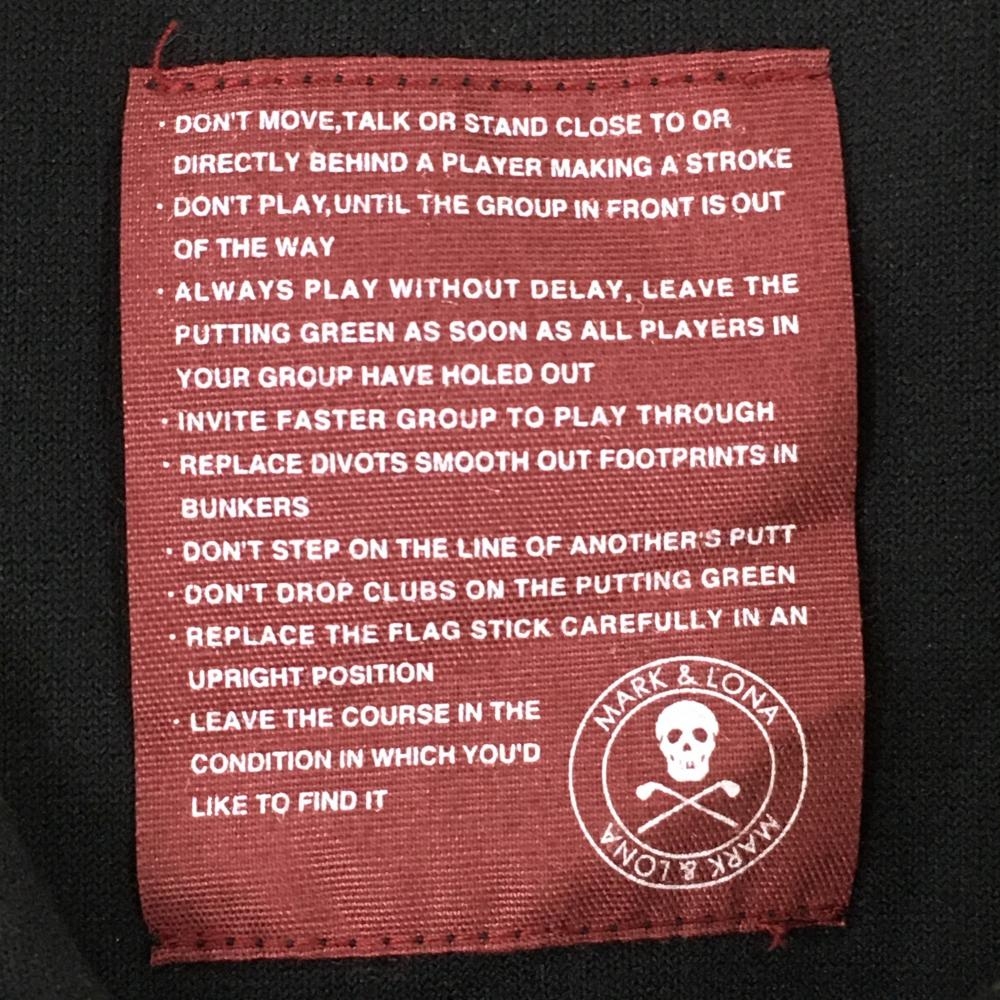 · DON'T MOVE,TALK OR STAND CLOSE TO OR
DIRECTLY BEHIND A PLAYER MAKING A STROKE
· DON'T PLAY,UNTIL THE GROUP IN FRONT IS OUT
OF THE WAY
· ALWAYS PLAY WITHOUT DELAY, LEAVE THE
PUTTING GREEN AS SOON AS ALL PLAYERS IN
YOUR GROUP HAVE HOLED OUT
· INVITE FASTER GROUP TO PLAY THROUGH
· REPLACE DIVOTS SMOOTH OUT FOOTPRINTS IN
BUNKERS
· DON'T STEP ON THE LINE OF ANOTHER'S PUTT
· DON'T DROP CLUBS ON THE PUTTING GREEN
· REPLACE THE FLAG STICK CAREFULLY IN AN
UPRIGHT POSITION
· LEAVE THE COURSE IN THE
CONDITION IN WHICH YOU'D
LIKE TO FIND IT
MARK & LONA
MARK & LONA